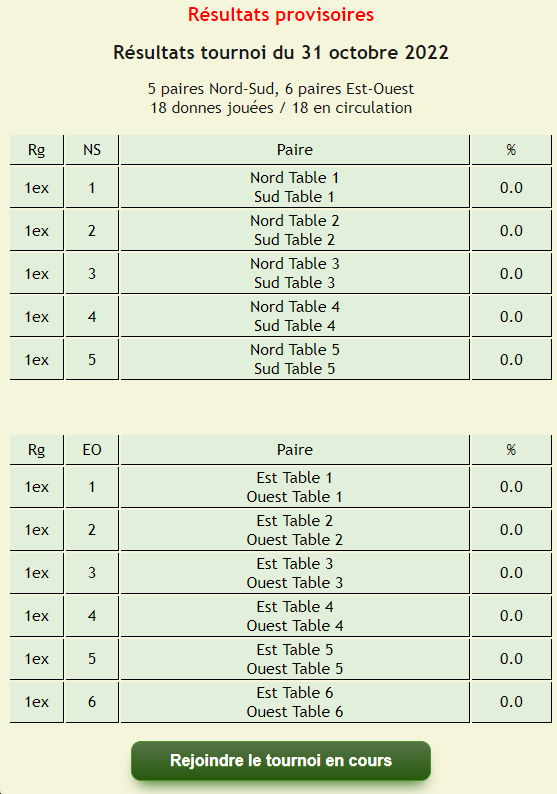 Résultats provisoires
Résultats tournoi du 31 octobre 2022
5 paires Nord-Sud, 6 paires Est-Ouest
18 donnes jouées / 18 en circulation
Rg NS Paire %
1ex 1 Nord Table 1 0.0
Sud Table 1
1ex 2 Nord Table 2 0.0
Sud Table 2
1ex 3 Nord Table 3 0.0
Sud Table 3
1ex 4 Nord Table 4 0.0
Sud Table 4
1ex 5 Nord Table 5 0.0
Sud Table 5
Rg EO Paire %
1ex 1 Est Table 1 0.0
Ouest Table 1
1ex 2 Est Table 2 0.0
Ouest Table 2
1ex 3 Est Table 3 0.0
Ouest Table 3
1ex 4 Est Table 4 0.0
Ouest Table 4
1ex 5 Est Table 5 0.0
Ouest Table 5
1ex 6 Est Table 6 0.0
Ouest Table 6
Rejoindre le tournoi en cours